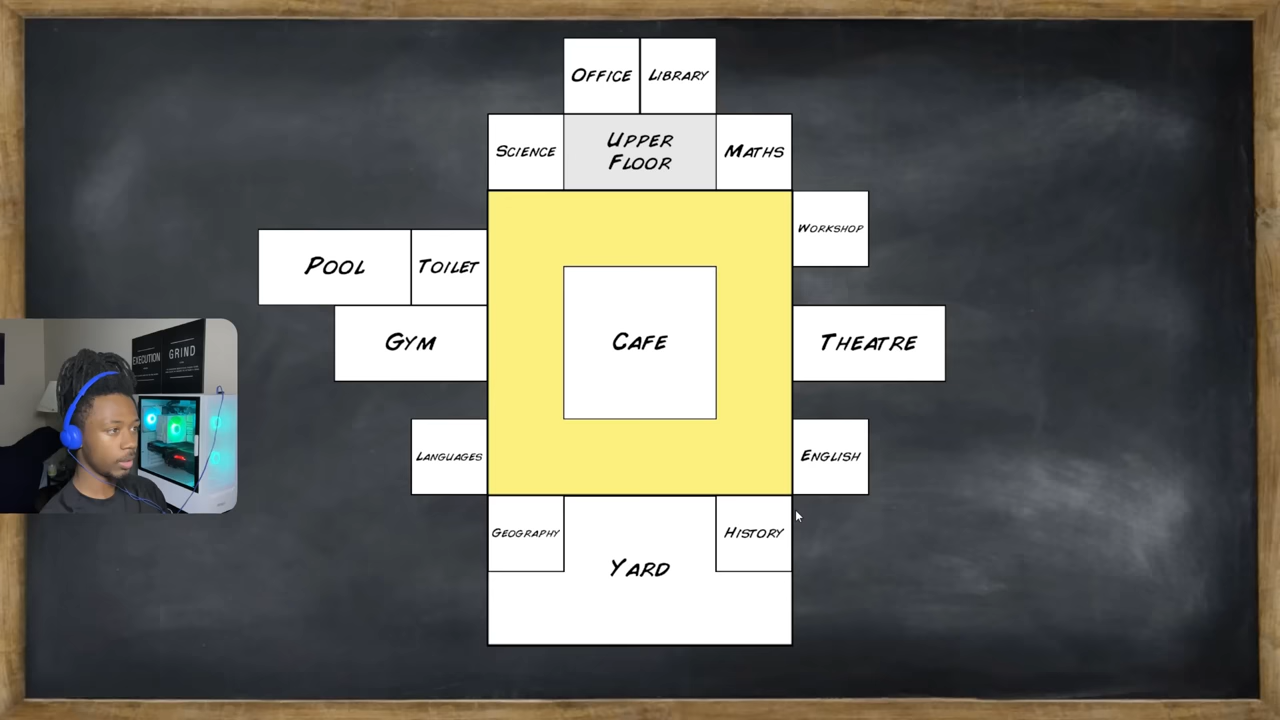 OFFICE
LIBRARY
SCIENCE
UPPER
FLOOR
MATHS
WORKSHOP
POOL
TOILET
GYM
CAFE
THEATRE
EXECUTION
GRIND
LANGUAGES
ENGLISH
GEOGRAPHY
HISTORY
YARD